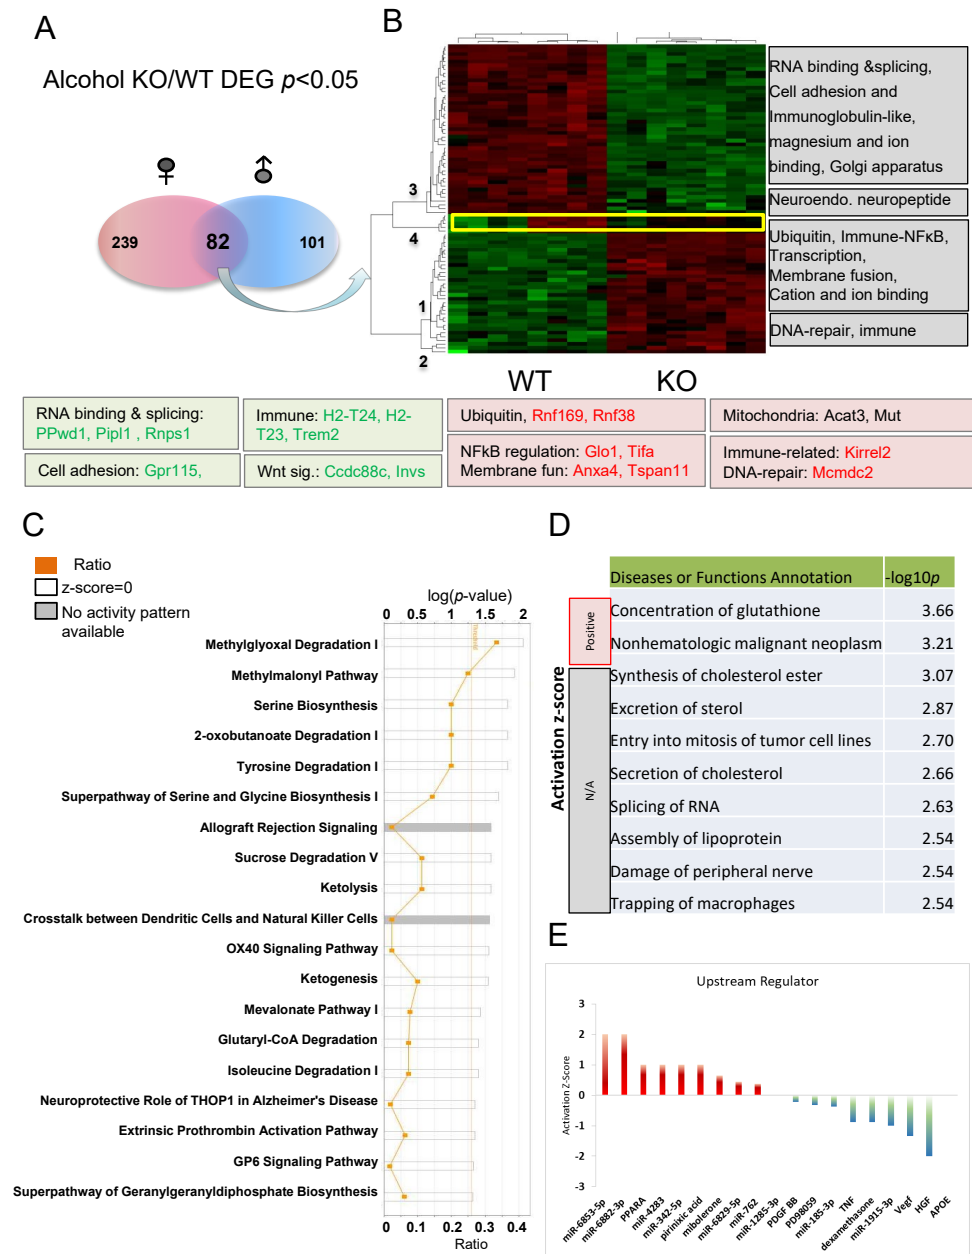 A
B
Alcohol KO/WT DEG p<0.05
239
82
101
3
4
1
2
RNA binding &splicing,
Cell adhesion and
Immunoglobulin-like,
magnesium and ion
binding, Golgi apparatus
Neuroendo. neuropeptide
Ubiquitin, Immune-NFκB,
Transcription,
Membrane fusion,
Cation and ion binding
DNA-repair, immune
WT
KO
RNA binding & splicing:
PPwd1, Pipl1 , Rnps1
Cell adhesion: Gpr115,
Immune: H2-T24, H2-
T23, Trem2
Wnt sig.: Ccdc88c, Invs
Ubiquitin, Rnf169, Rnf38
NFkB regulation: Glo1, Tifa
Membrane fun: Anxa4, Tspan11
Mitochondria: Acat3, Mut
Immune-related: Kirrel2
DNA-repair: Mcmdc2
C
Ratio
z-score=0
No activity pattern
available
log(p-value)
0 0.5 1 1.5 2
Threshold
Methylglyoxal Degradation I
Methylmalonyl Pathway
Serine Biosynthesis
2-oxobutanoate Degradation I
Tyrosine Degradation I
Superpathway of Serine and Glycine Biosynthesis I
Allograft Rejection Signaling
Sucrose Degradation V
Ketolysis
Crosstalk between Dendritic Cells and Natural Killer Cells
OX40 Signaling Pathway
Ketogenesis
Mevalonate Pathway I
Glutaryl-CoA Degradation
Isoleucine Degradation I
Neuroprotective Role of THOP1 in Alzheimer's Disease
Extrinsic Prothrombin Activation Pathway
GP6 Signaling Pathway
Superpathway of Geranylgeranyldiphosphate Biosynthesis
0 0.1 0.2 0.3 0.4
Ratio
D
Activation z-score
Positive
N/A
Diseases or Functions Annotation -log10p
Concentration of glutathione 3.66
Nonhematologic malignant neoplasm 3.21
Synthesis of cholesterol ester 3.07
Excretion of sterol 2.87
Entry into mitosis of tumor cell lines 2.70
Secretion of cholesterol 2.66
Splicing of RNA 2.63
Assembly of lipoprotein 2.54
Damage of peripheral nerve 2.54
Trapping of macrophages 2.54
E
Upstream Regulator
Activation Z-Score
3
2
1
0
-1
-2
-3
miR-6853-5p
miR-6882-3p
PPARA
miR-4283
miR-342-5p
pirinixic acid
mibolerone
miR-6829-5p
miR-762
miR-1285-3p
PDGF BB
PD98059
miR-185-3p
TNF
dexamethasone
miR-1915-3p
Vegf
HGF
APOE